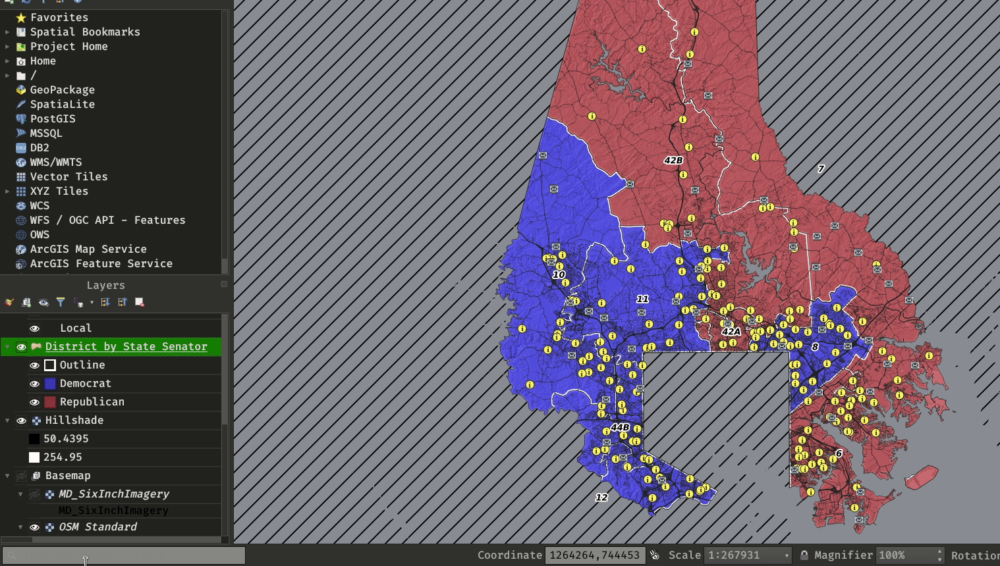 Favorites
Spatial Bookmarks
Project Home
Home
/
GeoPackage
SpatiaLite
PostGIS
MSSQL
DB2
WMS/WMTS
Vector Tiles
XYZ Tiles
WCS
WFS / OGC API - Features
OWS
ArcGIS Map Service
ArcGIS Feature Service
Layers
Local
District by State Senator
Outline
Democrat
Republican
Hillshade
50.4395
254.95
Basemap
MD_SixInchImagery
MD_SixInchImagery
OSM Standard
42B
7
10
11
42A
8
44B
6
12
Coordinate 1264264,744453 Scale 1:267931 Magnifier 100% Rotation